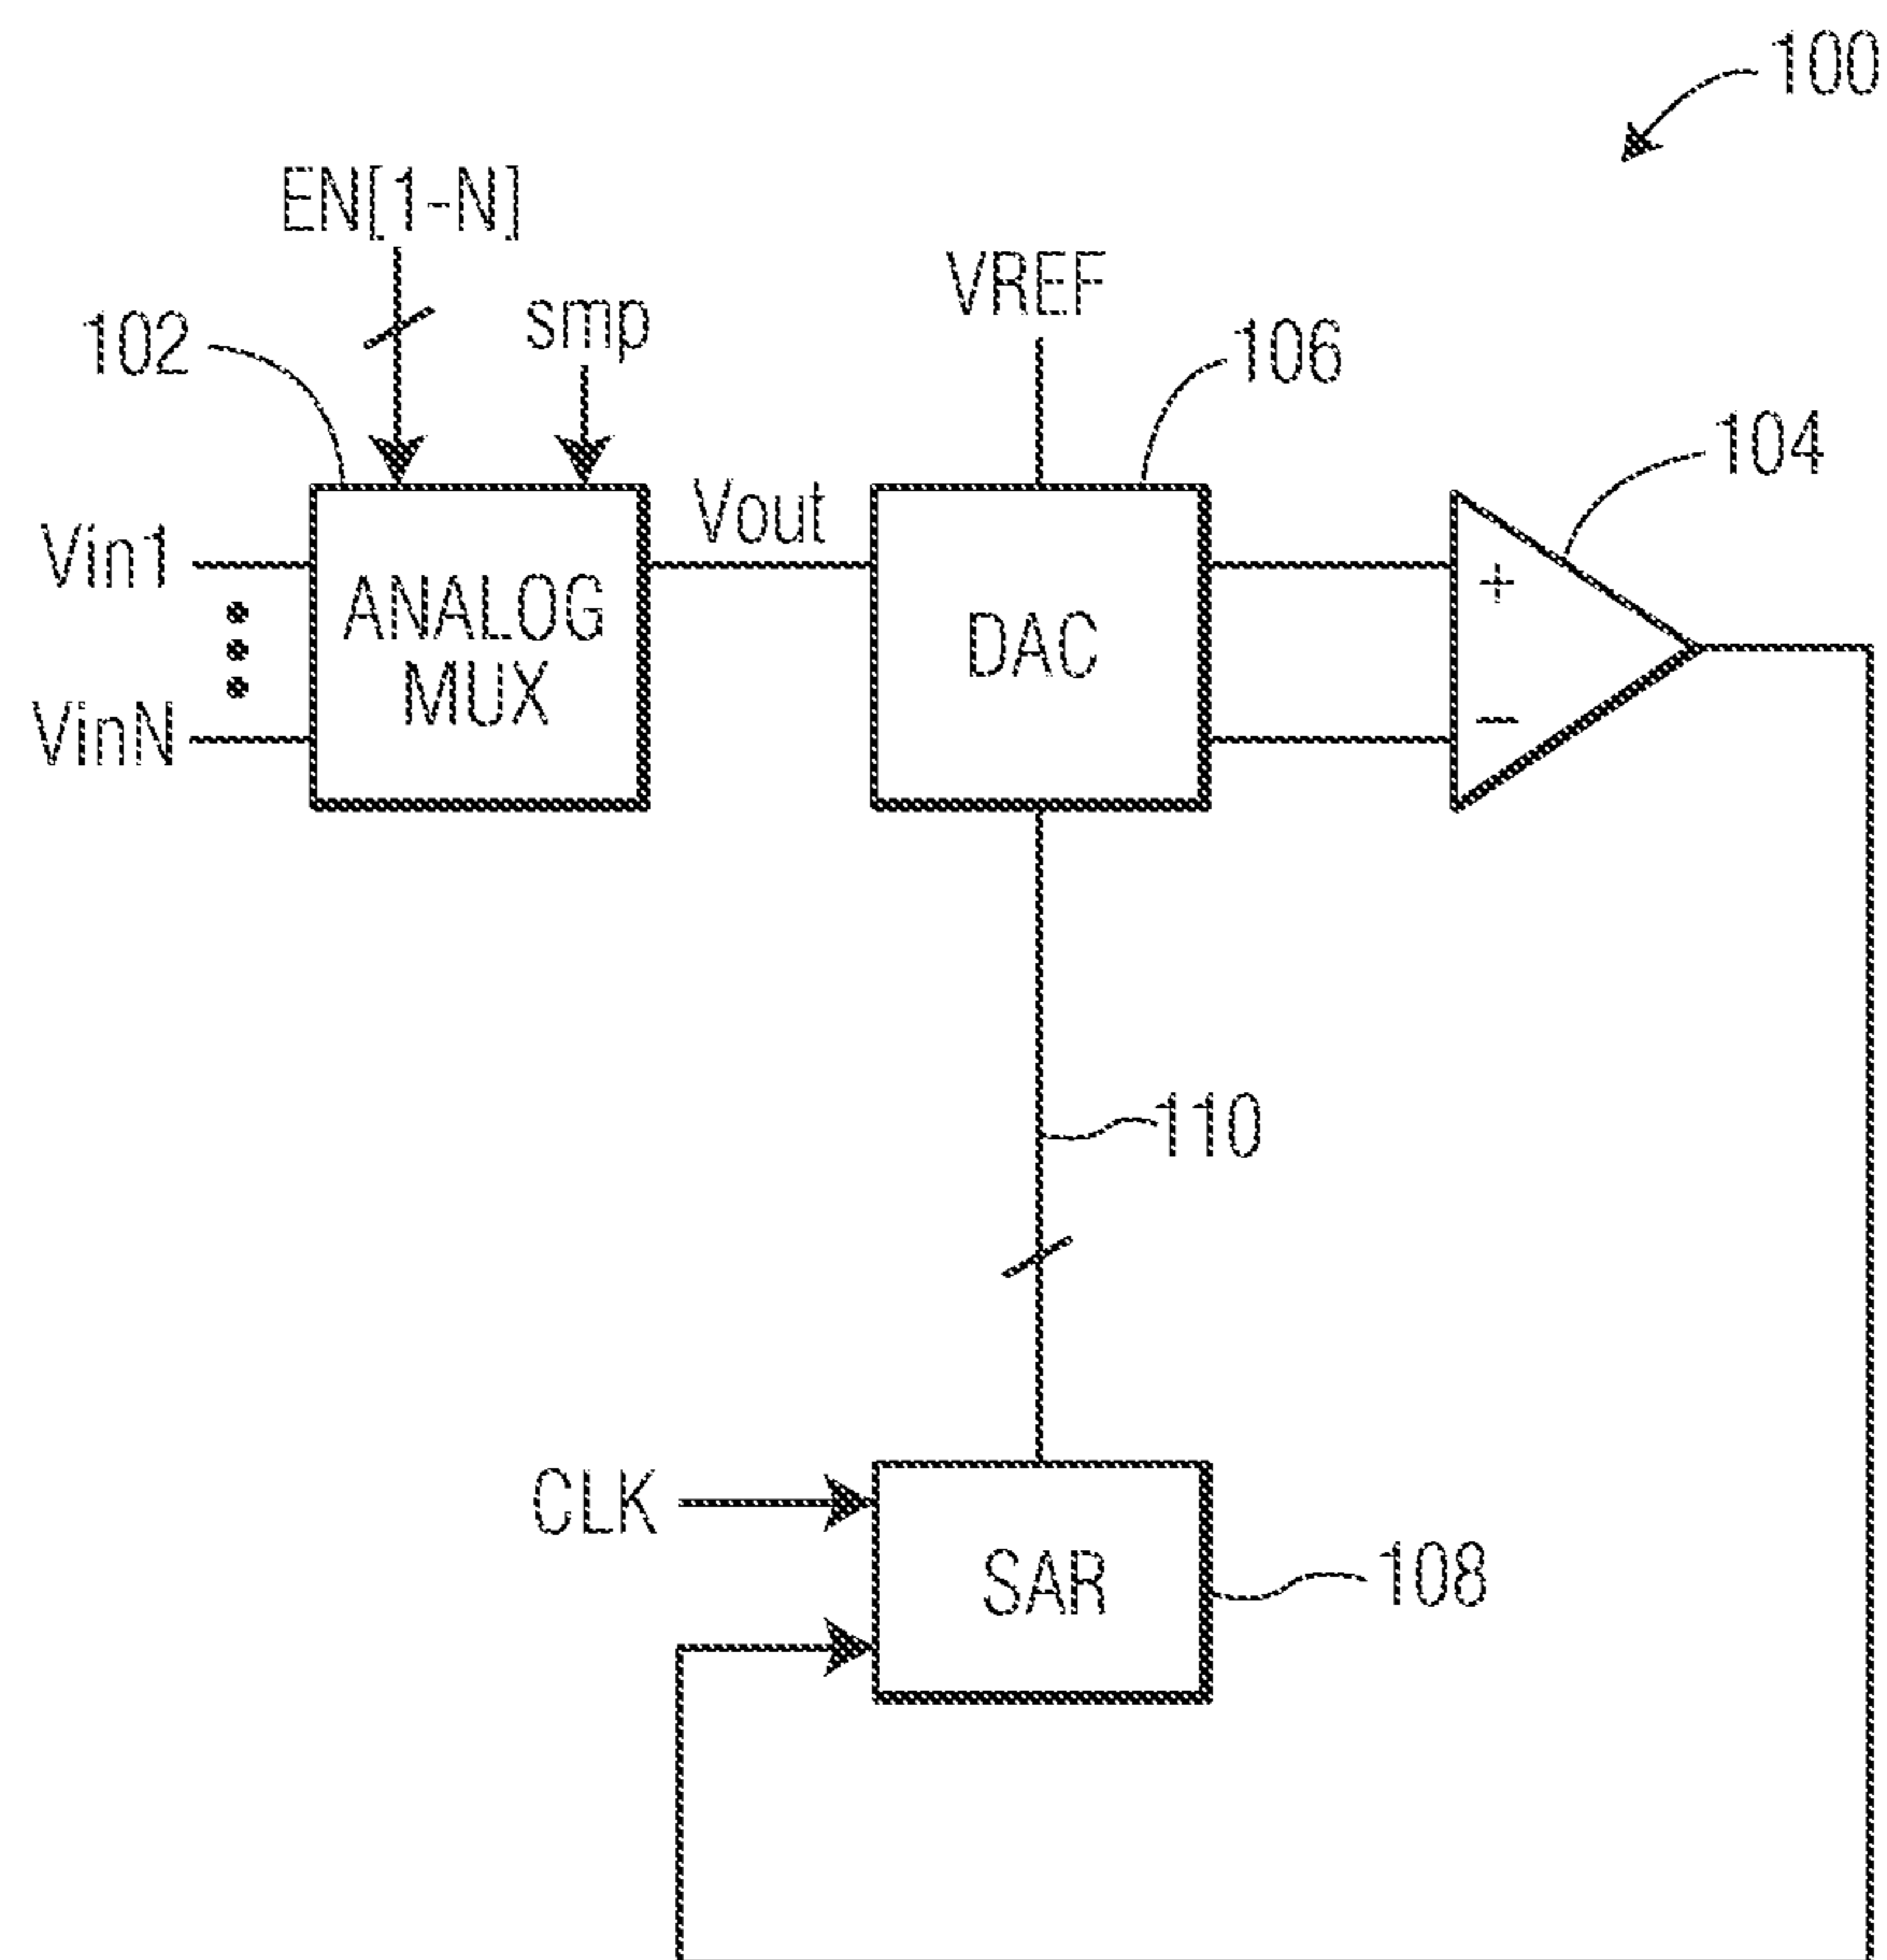 100
EN[1-N]
VREF
102
smp
106
104
Vin1
Vout
ANALOG
MUX
DAC
+
VinN
−
110
CLK
SAR
108